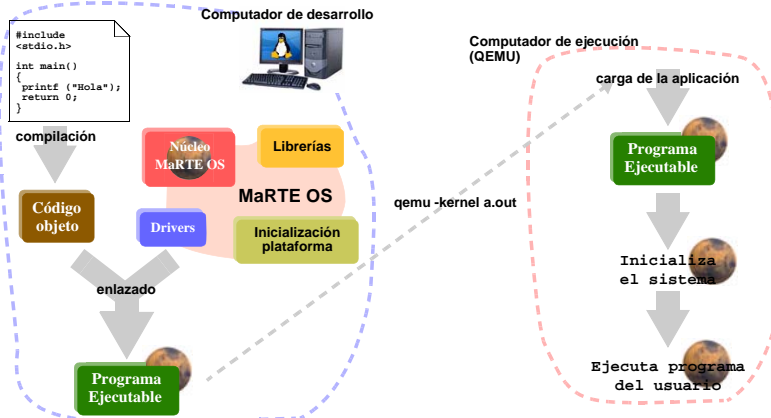 Computador de desarrollo
#include
<stdio.h>
int main()
{
printf ("Hola");
return 0;
}
compilación
Núcleo
MaRTE OS
Librerías
MaRTE OS
Código
objeto
Drivers
Inicialización
plataforma
enlazado
Programa
Ejecutable
qemu -kernel a.out
Computador de ejecución
(QEMU)
carga de la aplicación
Programa
Ejecutable
Inicializa
el sistema
Ejecuta programa
del usuario